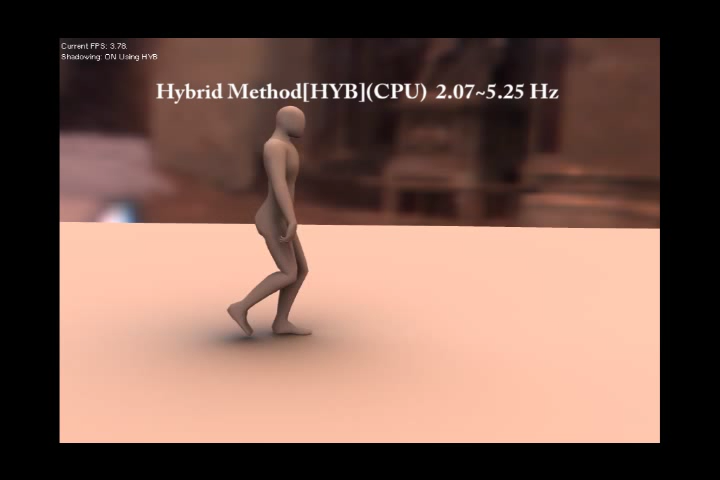 Current FPS: 3.78.
Shadowing: ON Using HYB
Hybrid Method[HYB](CPU) 2.07~5.25 Hz